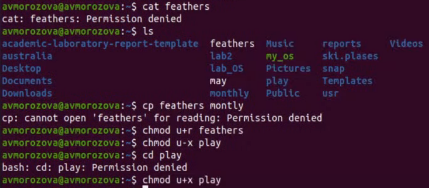 avmorozova@avmorozova:~$ cat feathers
cat: feathers: Permission denied
avmorozova@avmorozova:~$ ls
academic-laboratory-report-template feathers Music reports Videos
australia lab2 my_os ski.plases
Desktop lab_OS Pictures snap
Documents may play Templates
Downloads monthly Public usr
avmorozova@avmorozova:~$ cp feathers montly
cp: cannot open 'feathers' for reading: Permission denied
avmorozova@avmorozova:~$ chmod u+r feathers
avmorozova@avmorozova:~$ chmod u-x play
avmorozova@avmorozova:~$ cd play
bash: cd: play: Permission denied
avmorozova@avmorozova:~$ chmod u+x play